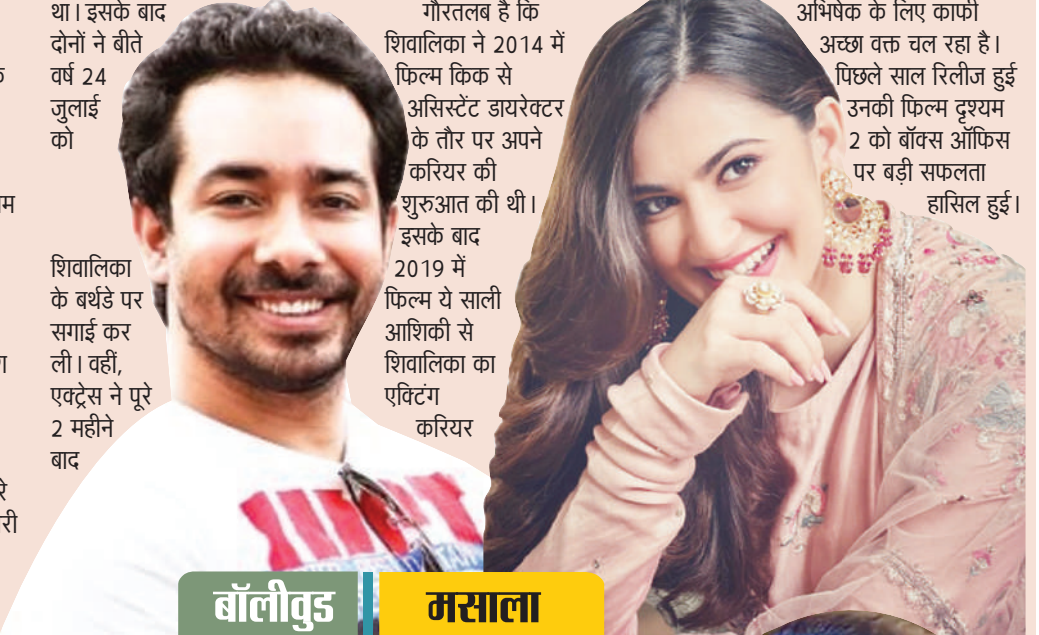 था। इसके बाद
दोनों ने बीते
वर्ष 24
जुलाई
को
शिवालिका
के बर्थडे पर
सगाई कर
ली। वहीं,
एक्ट्रेस ने पूरे
2 महीने
बाद
गौरतलब है कि
शिवालिका ने 2014 में
फिल्म किक से
असिस्टेंट डायरेक्टर
के तौर पर अपने
करियर की
शुरुआत की थी।
इसके बाद
2019 में
फिल्म ये साली
आशिकी से
शिवालिका का
एक्टिंग
करियर
अभिषेक के लिए काफी
अच्छा वक्त चल रहा है।
पिछले साल रिलीज हुई
उनकी फिल्म दृश्यम
2 को बॉक्स ऑफिस
पर बड़ी सफलता
हासिल हुई।
बॉलीवुड मसाला